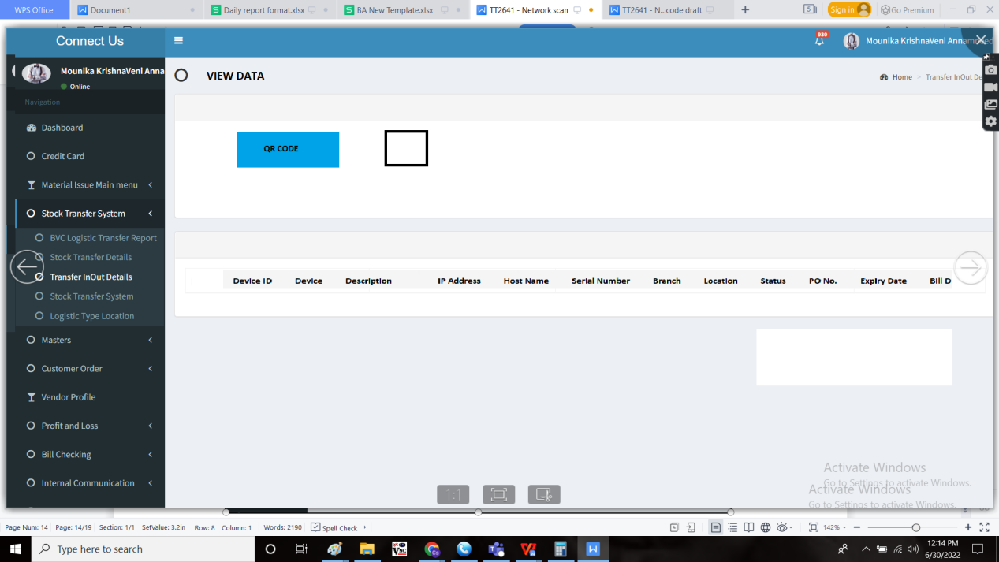 WPS Office
Document1
Daily report format.xlsx
BA New Template.xlsx
TT2641 - Network scan
TT2641 - N...code draft
5
Sign in
Go Premium
Connect Us
930
Mounika KrishnaVeni Annam
Mounika KrishnaVeni Anna
Online
VIEW DATA
Home > Transfer InOut De
Navigation
Dashboard
Credit Card
Material Issue Main menu
Stock Transfer System
BVC Logistic Transfer Report
Stock Transfer Details
Transfer InOut Details
Stock Transfer System
Logistic Type Location
Masters
Customer Order
Vendor Profile
Profit and Loss
Bill Checking
Internal Communication
QR CODE
Device ID Device Description IP Address Host Name Serial Number Branch Location Status PO No. Expiry Date Bill D
1:1
Activate Windows
Go to Settings to activate Windows.
Activate Windows
Go to Settings to activate Windows.
Page Num: 14 Page: 14/19 Section: 1/1 SetValue: 3.2in Row: 8 Column: 1 Words: 2190 Spell Check
142%
Type here to search
12:14 PM
6/30/2022